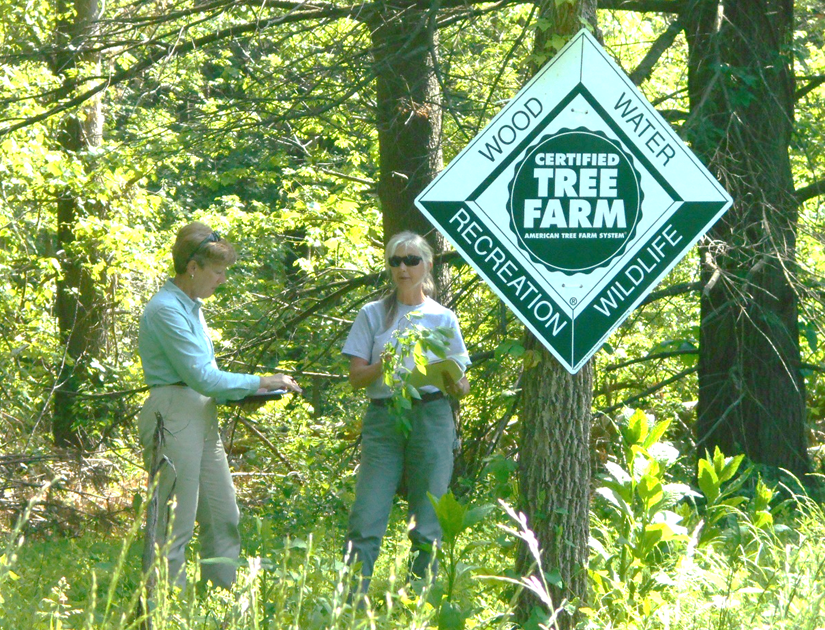 WOOD
WATER
CERTIFIED
TREE
FARM
AMERICAN TREE FARM SYSTEM®
RECREATION
WILDLIFE
®